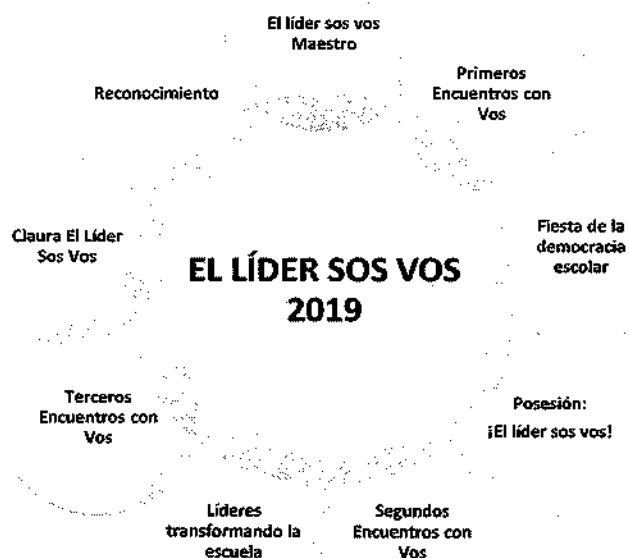 El líder sos vos
Maestro
Primeros
Encuentros con
Vos
Fiesta de la
democracia
escolar
Posesión:
¡El líder sos vos!
Segundos
Encuentros con
Vos
Líderes
transformando la
escuela
Terceros
Encuentros con
Vos
Claura El Líder
Sos Vos
Reconocimiento
EL LÍDER SOS VOS
2019